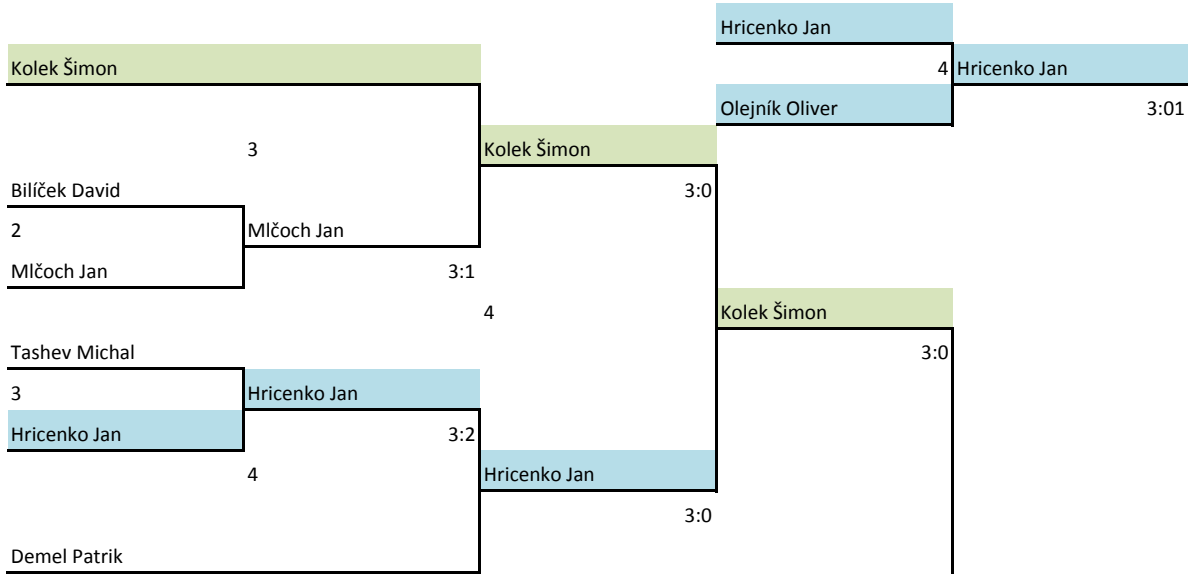 Hricenko Jan
Kolek Šimon
4 Hricenko Jan
Olejník Oliver
3:01
3
Kolek Šimon
Bilíček David
3:0
2
Mlčoch Jan
Mlčoch Jan
3:1
4
Kolek Šimon
Tashev Michal
3:0
3
Hricenko Jan
Hricenko Jan
3:2
4
Hricenko Jan
3:0
Demel Patrik